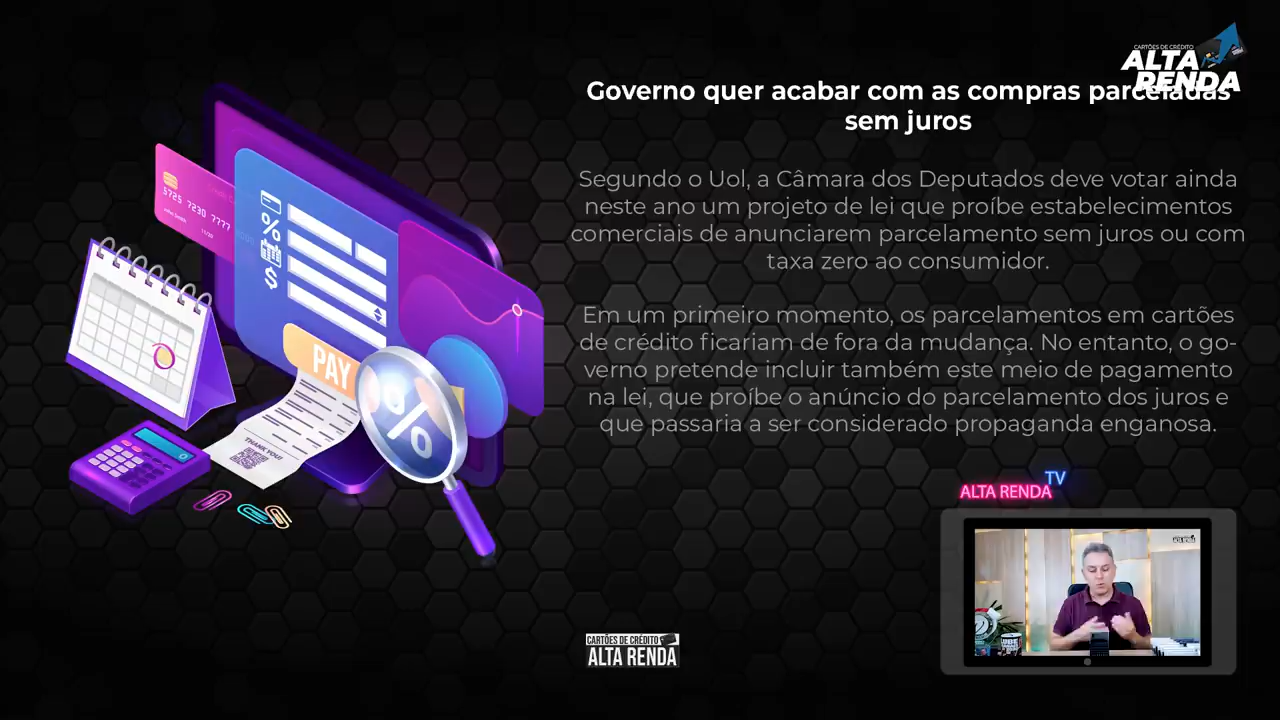 CARTÕES DE CRÉDITO
ALTA
RENDA
Governo quer acabar com as compras parceladas
sem juros
Segundo o Uol, a Câmara dos Deputados deve votar ainda
neste ano um projeto de lei que proíbe estabelecimentos
comerciais de anunciarem parcelamento sem juros ou com
taxa zero ao consumidor.
Em um primeiro momento, os parcelamentos em cartões
de crédito ficariam de fora da mudança. No entanto, o go-
verno pretende incluir também este meio de pagamento
na lei, que proíbe o anúncio do parcelamento dos juros e
que passaria a ser considerado propaganda enganosa.
5725 7230 7777
%
$
PAY
%
THANK YOU!
ALTA RENDA TV
CARTÕES DE CRÉDITO
ALTA RENDA